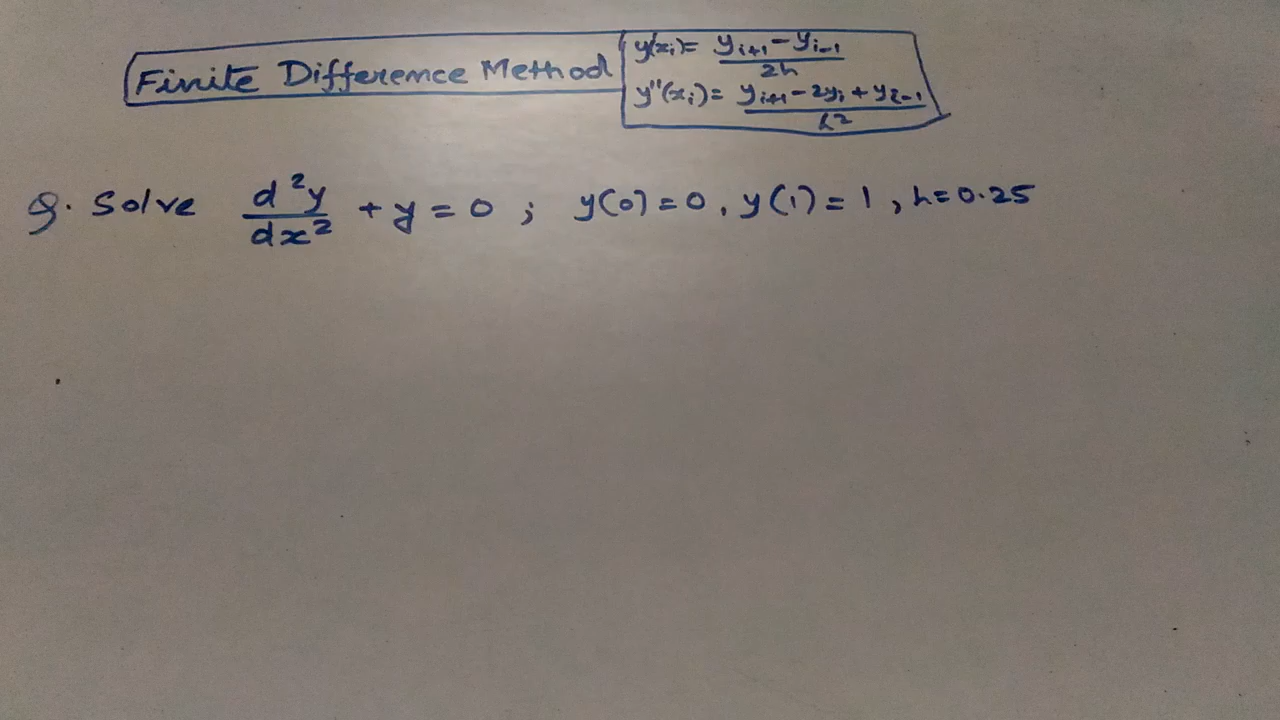 Finite Difference Method
y'(xᵢ) = (yᵢ₊₁ - yᵢ₋₁)/2h
y''(xᵢ) = (yᵢ₊₁ - 2yᵢ + yᵢ₋₁)/h²
Q. Solve d²y/dx² + y = 0 ; y(0) = 0, y(1) = 1, h = 0.25